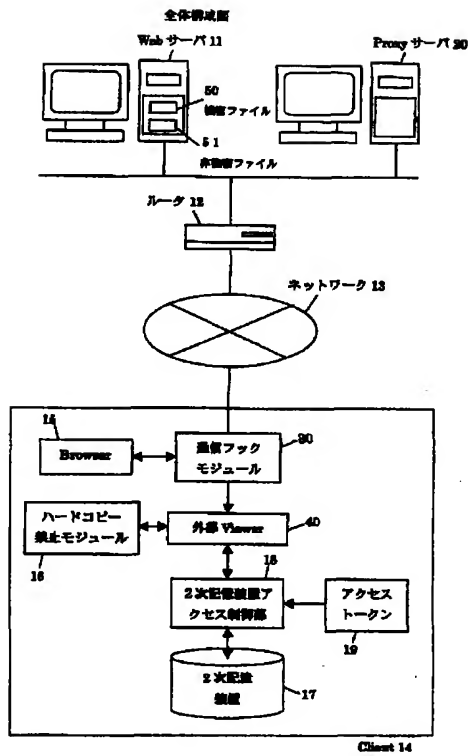 全体構成図
Web サーバ 11
Proxy サーバ 20
50
機密ファイル
51
非機密ファイル
ルータ 12
ネットワーク 13
15
Browser
通信フック
モジュール
30
ハードコピー
禁止モジュール
16
外部 Viewer
40
18
2次記憶装置ア
クセス制御部
アクセス
トークン
19
2次記憶
装置
17
Client 14